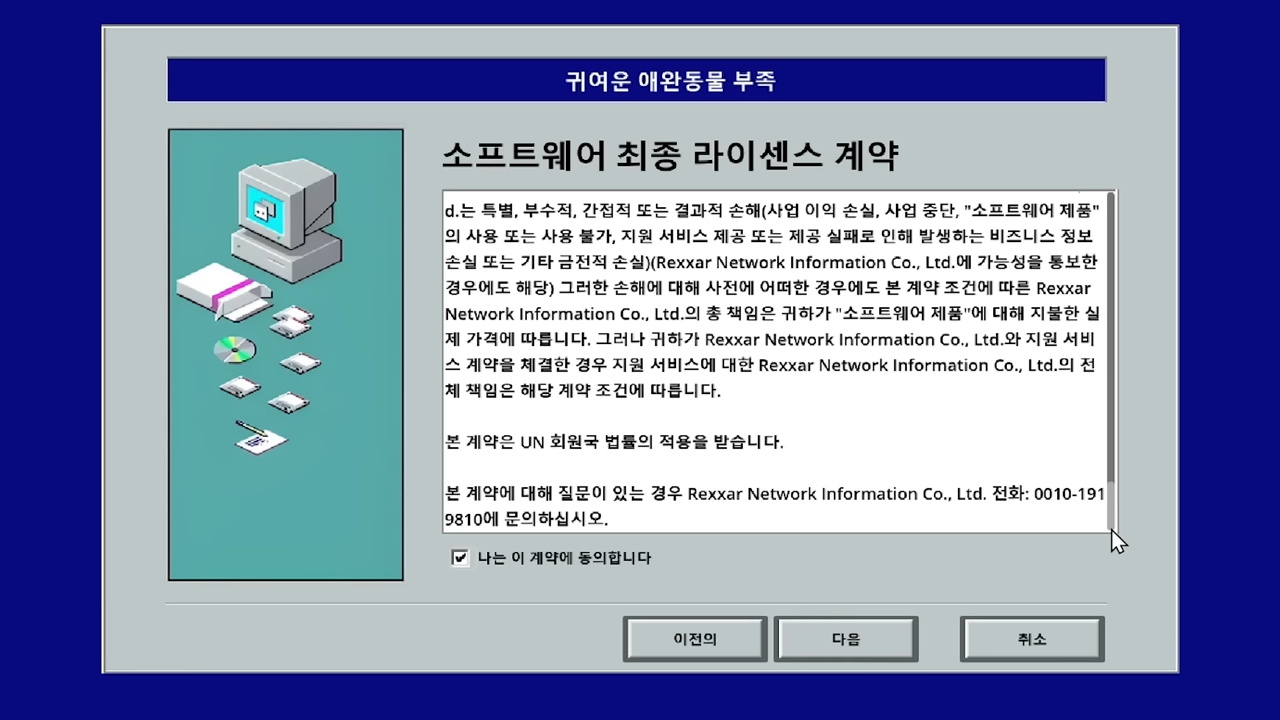 귀여운 애완동물 부족
소프트웨어 최종 라이센스 계약
d.는 특별, 부수적, 간접적 또는 결과적 손해(사업 이익 손실, 사업 중단, "소프트웨어 제품"
의 사용 또는 사용 불가, 지원 서비스 제공 또는 제공 실패로 인해 발생하는 비즈니스 정보
손실 또는 기타 금전적 손실)(Rexxar Network Information Co., Ltd.에 가능성을 통보한
경우에도 해당) 그러한 손해에 대해 사전에 어떠한 경우에도 본 계약 조건에 따른 Rexxar
Network Information Co., Ltd.의 총 책임은 귀하가 "소프트웨어 제품"에 대해 지불한 실
제 가격에 따릅니다. 그러나 귀하가 Rexxar Network Information Co., Ltd.와 지원 서비
스 계약을 체결한 경우 지원 서비스에 대한 Rexxar Network Information Co., Ltd.의 전
체 책임은 해당 계약 조건에 따릅니다.
본 계약은 UN 회원국 법률의 적용을 받습니다.
본 계약에 대해 질문이 있는 경우 Rexxar Network Information Co., Ltd. 전화: 0010-191
9810에 문의하십시오.
나는 이 계약에 동의합니다
이전의
다음
취소